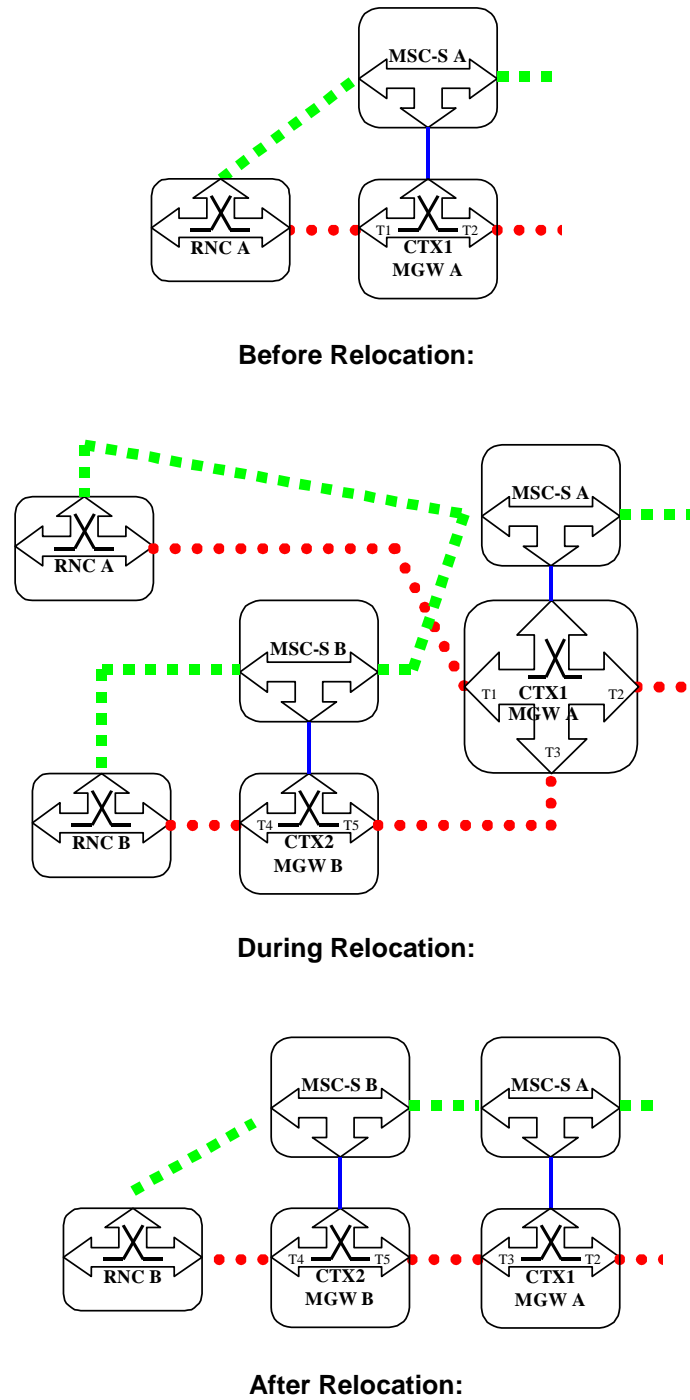 MSC-S A
RNC A
T1
T2
CTX1
MGW A
Before Relocation:
MSC-S A
RNC A
MSC-S B
T1
CTX1
T2
MGW A
T3
RNC B
T4
T5
CTX2
MGW B
During Relocation:
MSC-S B
MSC-S A
RNC B
T4
T5
CTX2
MGW B
T3
T2
CTX1
MGW A
After Relocation: